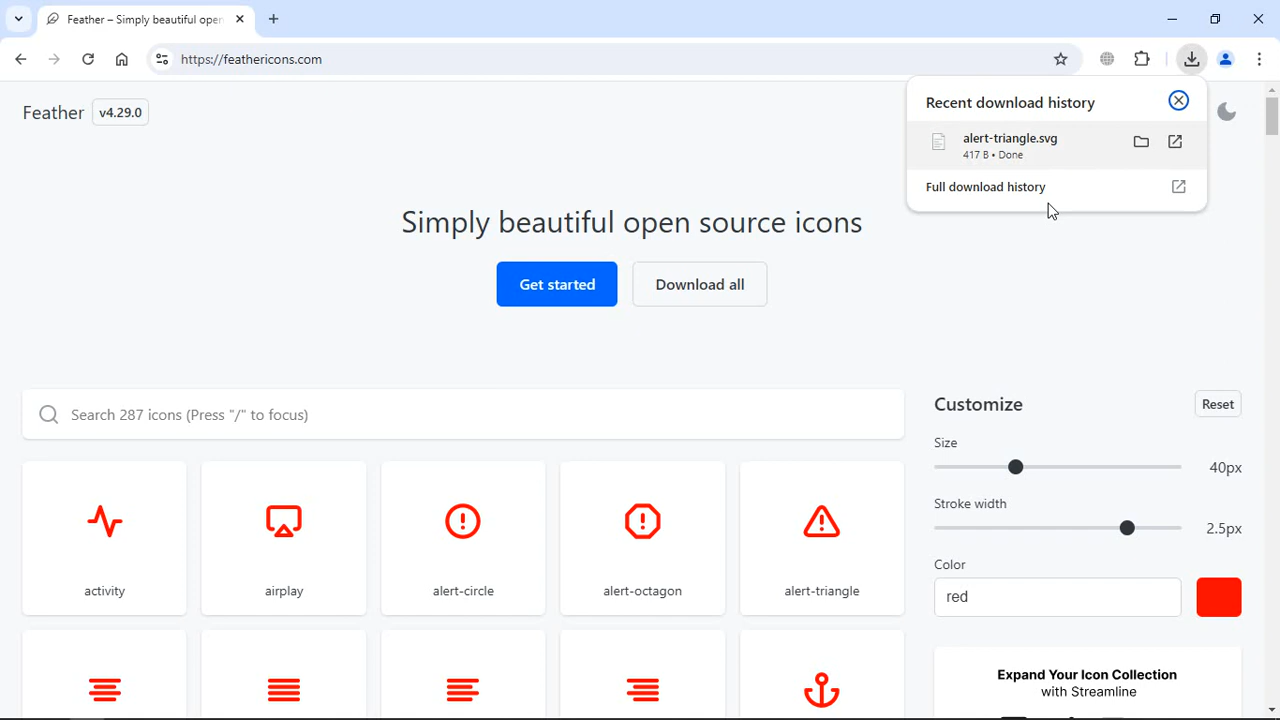 Feather – Simply beautiful open
https://feathericons.com
Recent download history
alert-triangle.svg
417 B • Done
Full download history
Feather v4.29.0
Simply beautiful open source icons
Get started
Download all
Search 287 icons (Press "/" to focus)
activity
airplay
alert-circle
alert-octagon
alert-triangle
Customize
Reset
Size
40px
Stroke width
2.5px
Color
red
Expand Your Icon Collection
with Streamline